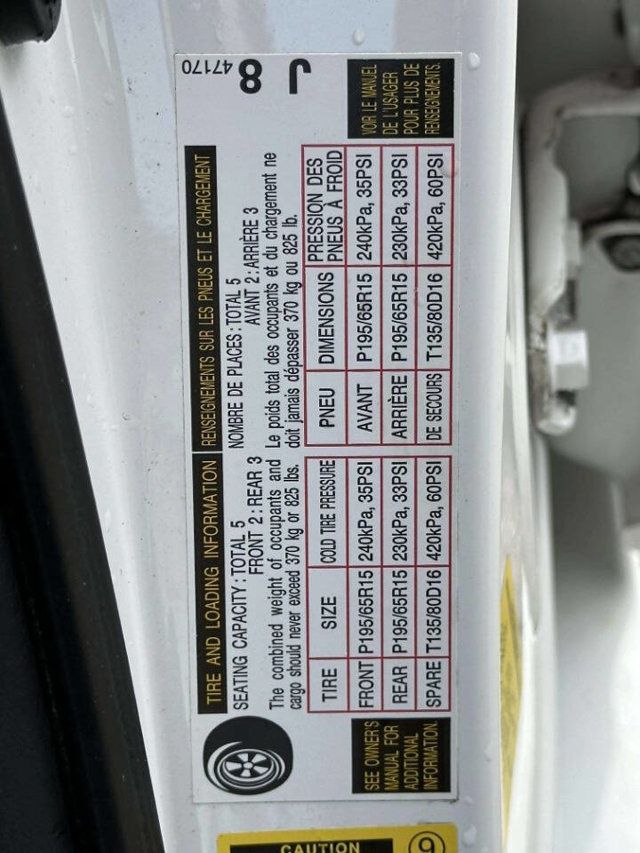 TIRE AND LOADING INFORMATION
SEATING CAPACITY : TOTAL 5
FRONT 2 : REAR 3
The combined weight of occupants and
cargo should never exceed 370 kg or 825 lbs.
TIRE SIZE COLD TIRE PRESSURE
FRONT P195/65R15 240kPa, 35PSI
REAR P195/65R15 230kPa, 33PSI
SPARE T135/80D16 420kPa, 60PSI
SEE OWNER'S
MANUAL FOR
ADDITIONAL
INFORMATION.
RENSEIGNEMENTS SUR LES PNEUS ET LE CHARGEMENT
NOMBRE DE PLACES : TOTAL 5
AVANT 2 : ARRIÈRE 3
Le poids total des occupants et du chargement ne
doit jamais dépasser 370 kg ou 825 lb.
PNEU DIMENSIONS PRESSION DES
PNEUS À FROID
AVANT P195/65R15 240kPa, 35PSI
ARRIÈRE P195/65R15 230kPa, 33PSI
DE SECOURS T135/80D16 420kPa, 60PSI
VOIR LE MANUEL
DE L'USAGER
POUR PLUS DE
RENSEIGNEMENTS.
47170
J 8
CAUTION
6